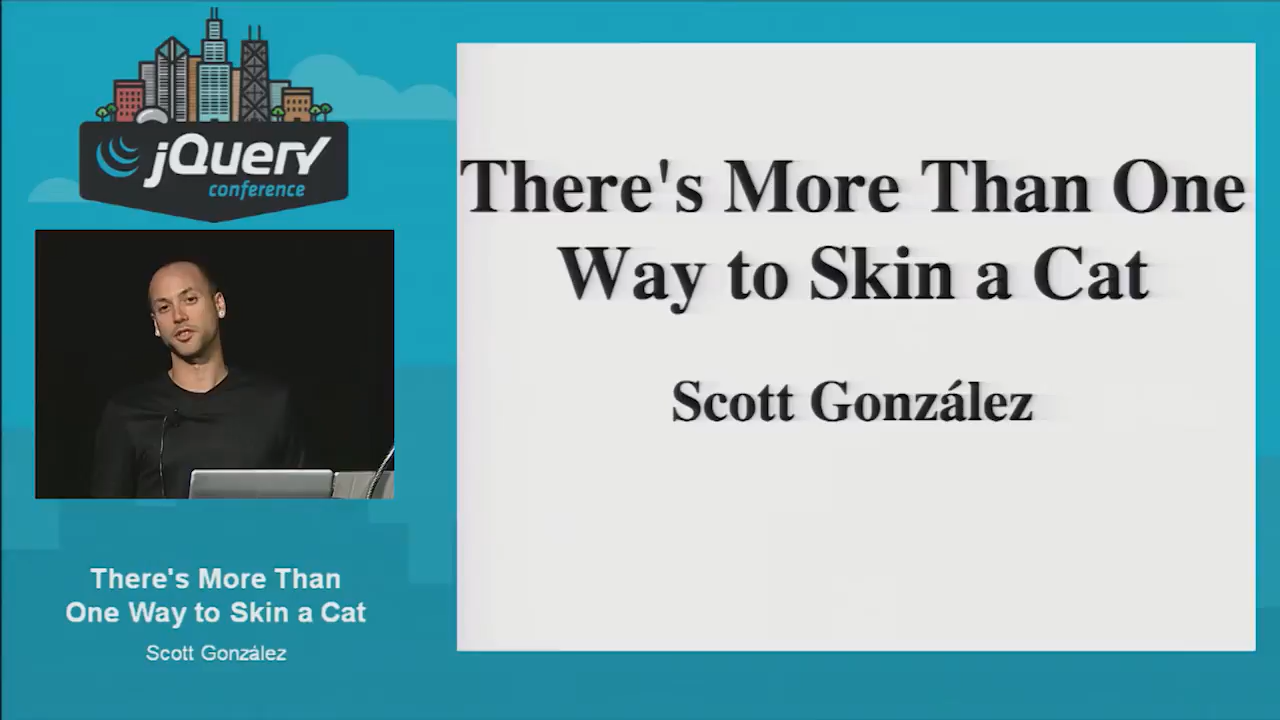 jQuery
conference
There's More Than One
Way to Skin a Cat
Scott González
There's More Than
One Way to Skin a Cat
Scott González